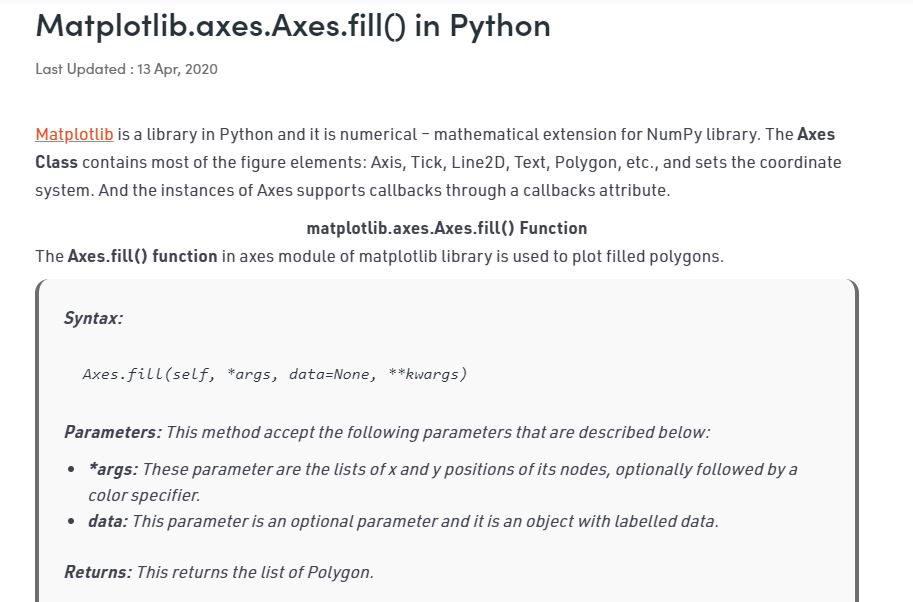 Matplotlib.axes.Axes.fill() in Python
Last Updated : 13 Apr, 2020
Matplotlib is a library in Python and it is numerical – mathematical extension for NumPy library. The Axes
Class contains most of the figure elements: Axis, Tick, Line2D, Text, Polygon, etc., and sets the coordinate
system. And the instances of Axes supports callbacks through a callbacks attribute.
matplotlib.axes.Axes.fill() Function
The Axes.fill() function in axes module of matplotlib library is used to plot filled polygons.
Syntax:
Axes.fill(self, *args, data=None, **kwargs)
Parameters: This method accept the following parameters that are described below:
• *args: These parameter are the lists of x and y positions of its nodes, optionally followed by a
color specifier.
• data: This parameter is an optional parameter and it is an object with labelled data.
Returns: This returns the list of Polygon.